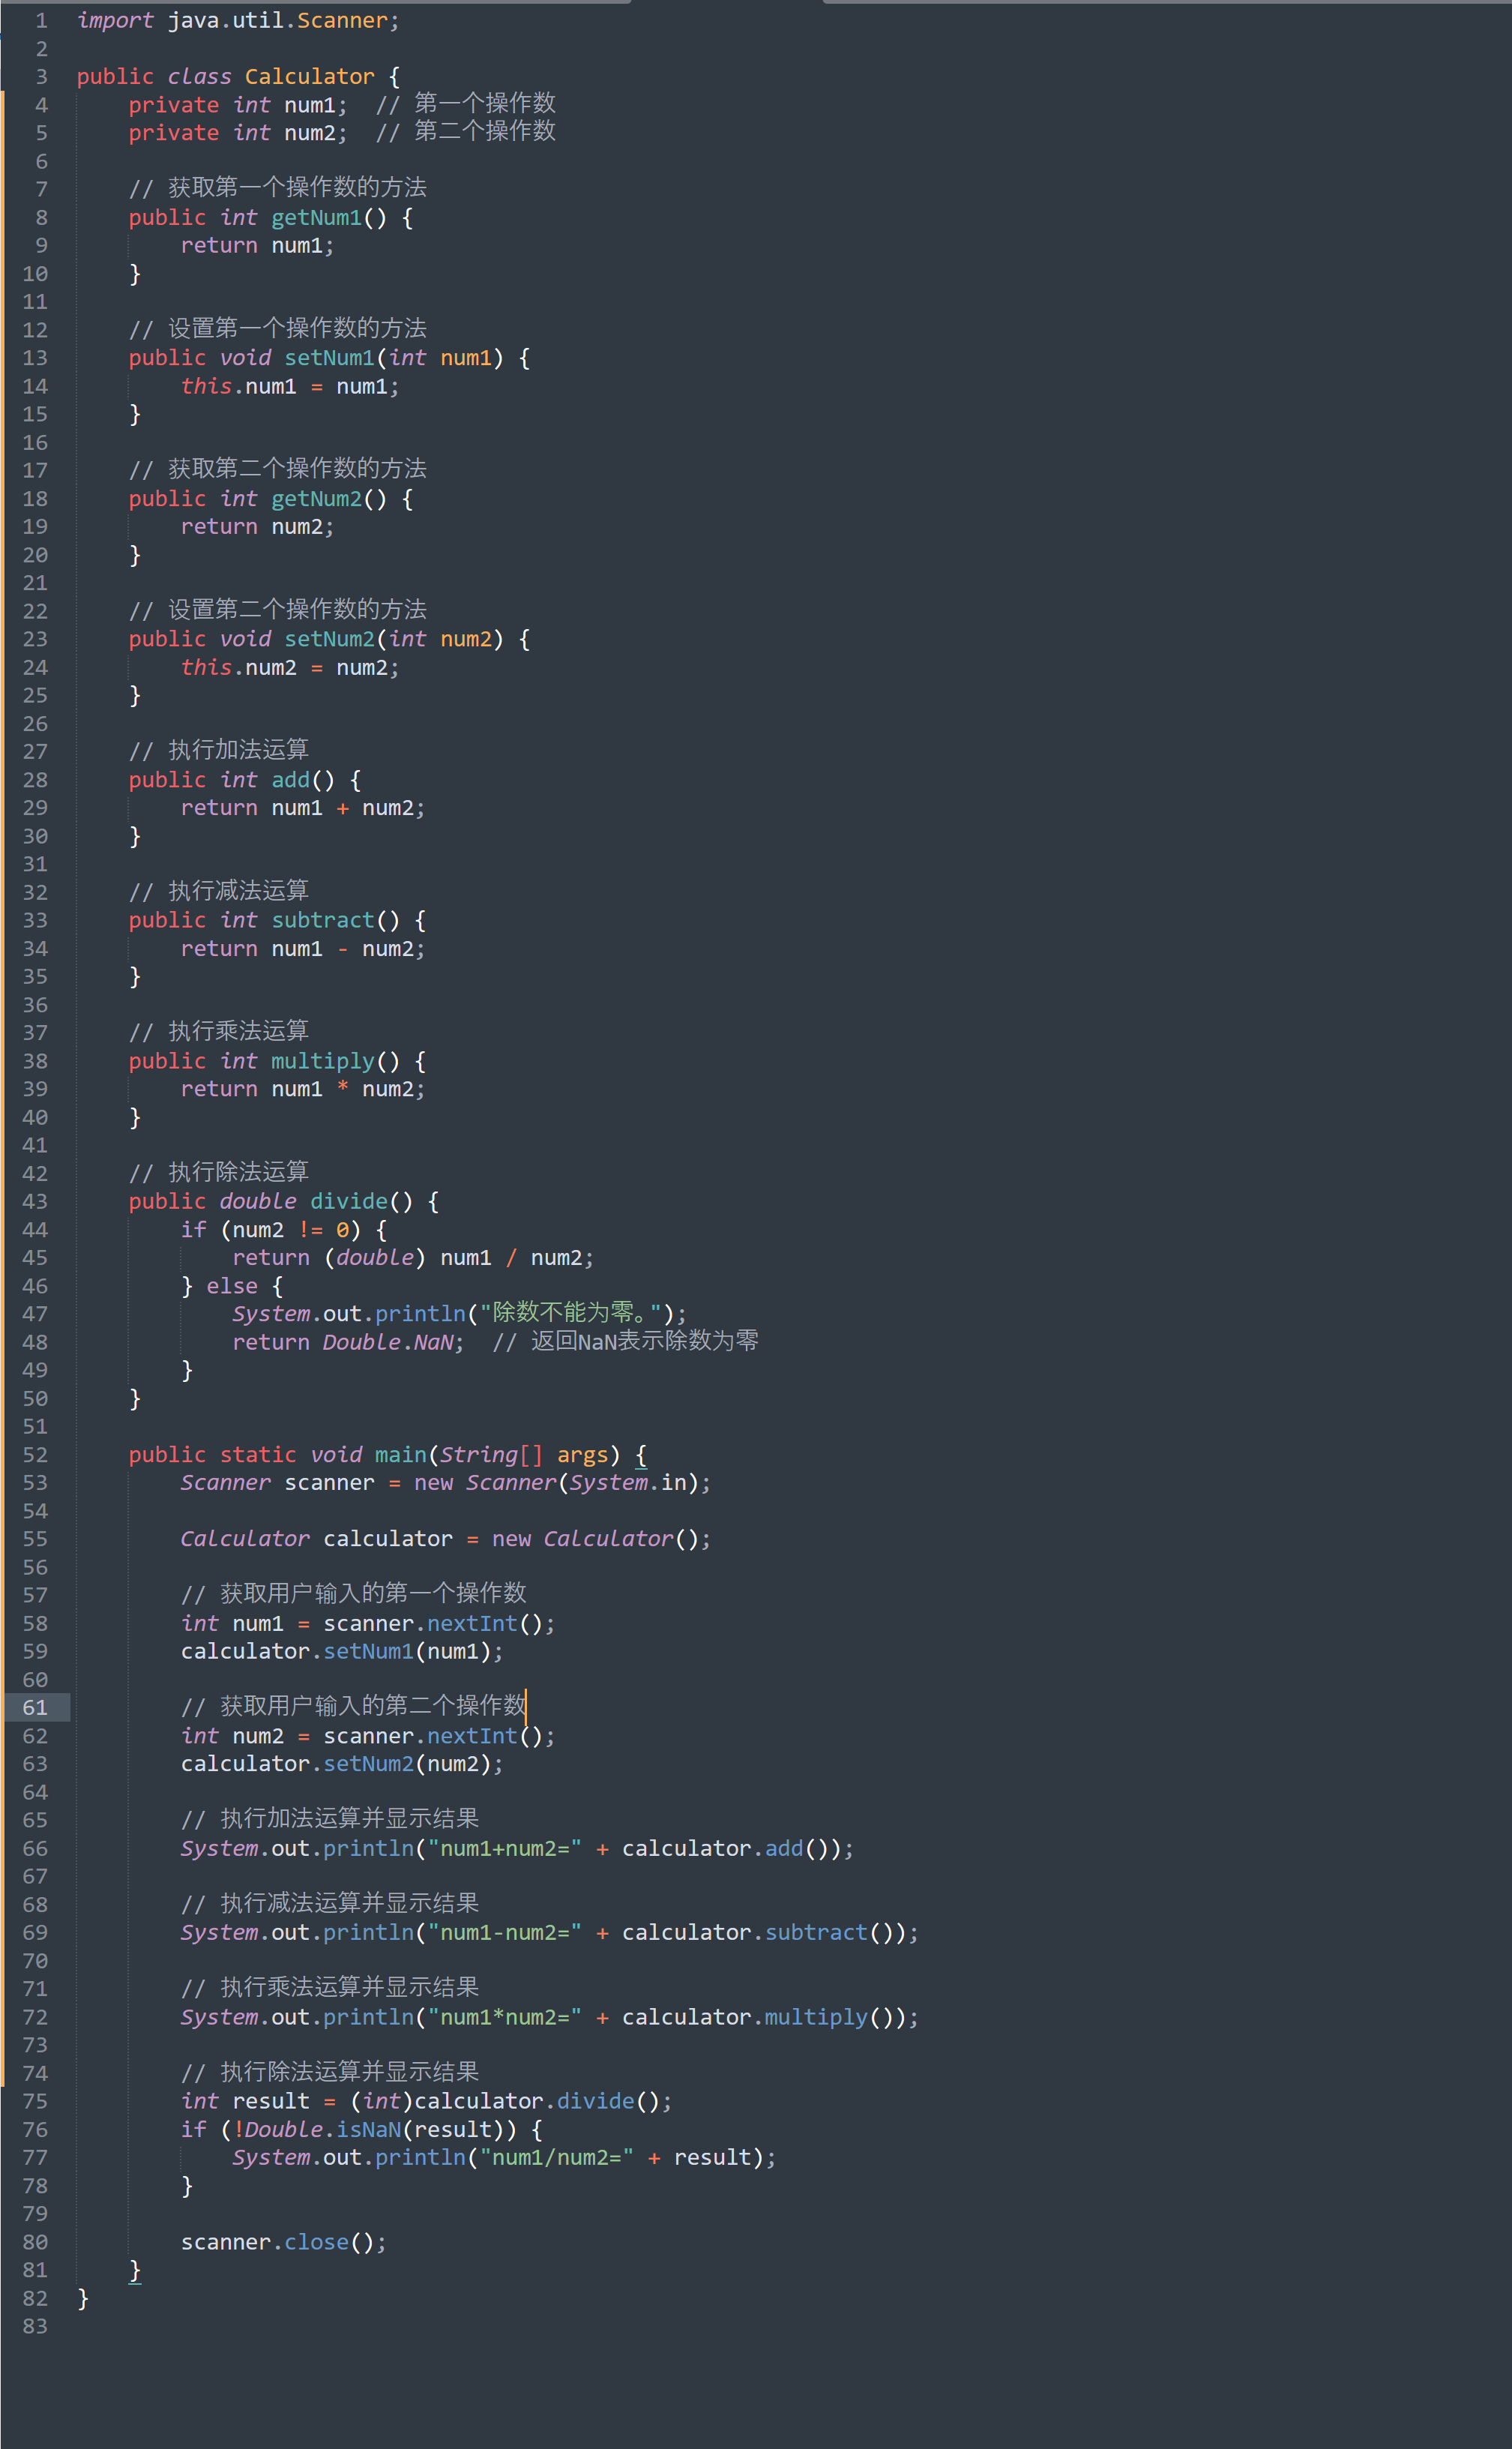 1 import java.util.Scanner;
2
3 public class Calculator {
4     private int num1;  // 第一个操作数
5     private int num2;  // 第二个操作数
6
7     // 获取第一个操作数的方法
8     public int getNum1() {
9         return num1;
10     }
11
12     // 设置第一个操作数的方法
13     public void setNum1(int num1) {
14         this.num1 = num1;
15     }
16
17     // 获取第二个操作数的方法
18     public int getNum2() {
19         return num2;
20     }
21
22     // 设置第二个操作数的方法
23     public void setNum2(int num2) {
24         this.num2 = num2;
25     }
26
27     // 执行加法运算
28     public int add() {
29         return num1 + num2;
30     }
31
32     // 执行减法运算
33     public int subtract() {
34         return num1 - num2;
35     }
36
37     // 执行乘法运算
38     public int multiply() {
39         return num1 * num2;
40     }
41
42     // 执行除法运算
43     public double divide() {
44         if (num2 != 0) {
45             return (double) num1 / num2;
46         } else {
47             System.out.println("除数不能为零。");
48             return Double.NaN;  // 返回NaN表示除数为零
49         }
50     }
51
52     public static void main(String[] args) {
53         Scanner scanner = new Scanner(System.in);
54
55         Calculator calculator = new Calculator();
56
57         // 获取用户输入的第一个操作数
58         int num1 = scanner.nextInt();
59         calculator.setNum1(num1);
60
61         // 获取用户输入的第二个操作数
62         int num2 = scanner.nextInt();
63         calculator.setNum2(num2);
64
65         // 执行加法运算并显示结果
66         System.out.println("num1+num2=" + calculator.add());
67
68         // 执行减法运算并显示结果
69         System.out.println("num1-num2=" + calculator.subtract());
70
71         // 执行乘法运算并显示结果
72         System.out.println("num1*num2=" + calculator.multiply());
73
74         // 执行除法运算并显示结果
75         int result = (int)calculator.divide();
76         if (!Double.isNaN(result)) {
77             System.out.println("num1/num2=" + result);
78         }
79
80         scanner.close();
81     }
82 }
83